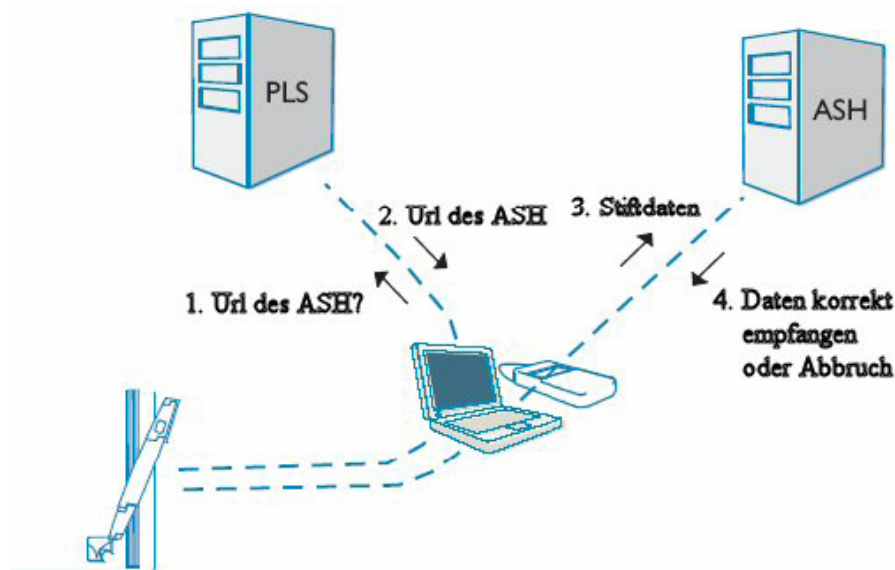 PLS
ASH
2. Url des ASH
3. Stiftdaten
1. Url des ASH?
4. Daten korrekt
empfangen
oder Abbruch